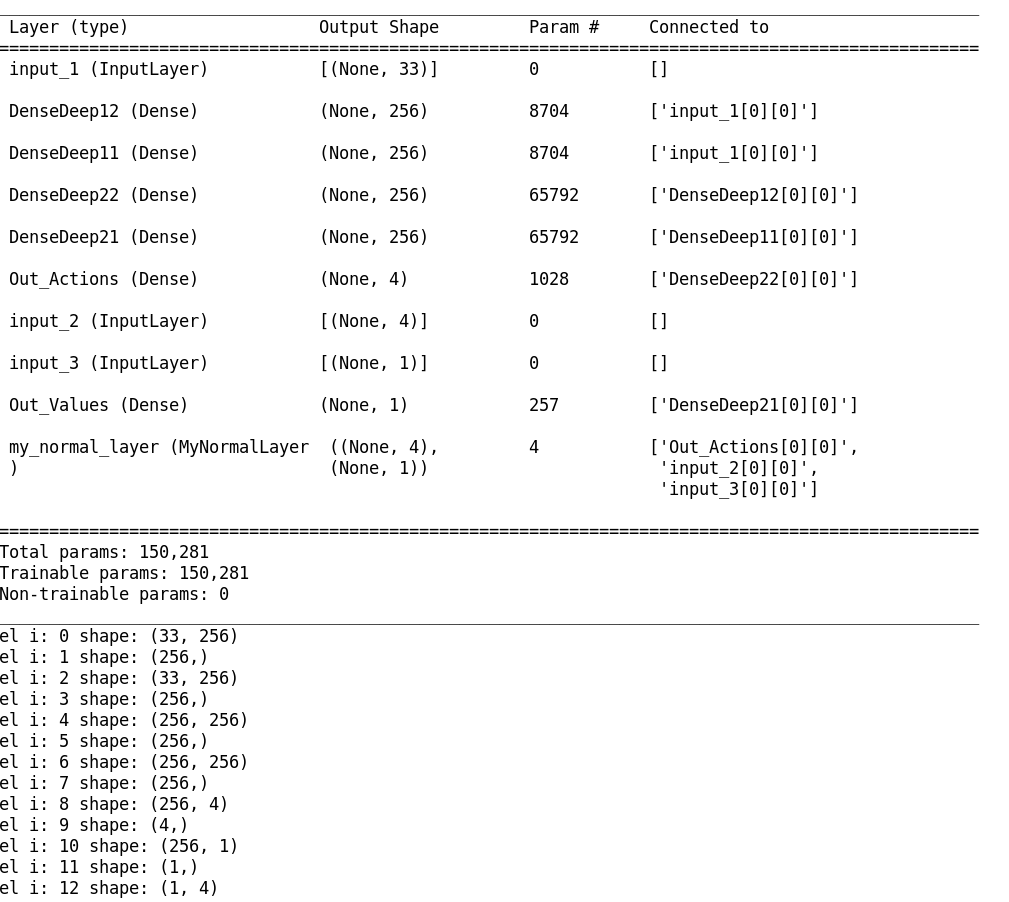 Layer (type)                   Output Shape         Param #     Connected to
==================================================================================================
 input_1 (InputLayer)           [(None, 33)]         0           []
 DenseDeep12 (Dense)            (None, 256)          8704        ['input_1[0][0]']
 DenseDeep11 (Dense)            (None, 256)          8704        ['input_1[0][0]']
 DenseDeep22 (Dense)            (None, 256)          65792       ['DenseDeep12[0][0]']
 DenseDeep21 (Dense)            (None, 256)          65792       ['DenseDeep11[0][0]']
 Out_Actions (Dense)            (None, 4)            1028        ['DenseDeep22[0][0]']
 input_2 (InputLayer)           [(None, 4)]          0           []
 input_3 (InputLayer)           [(None, 1)]          0           []
 Out_Values (Dense)             (None, 1)            257         ['DenseDeep21[0][0]']
 my_normal_layer (MyNormalLayer  ((None, 4),         4           ['Out_Actions[0][0]',
 )                               (None, 1))                       'input_2[0][0]',
                                                                  'input_3[0][0]']
==================================================================================================
Total params: 150,281
Trainable params: 150,281
Non-trainable params: 0
el i: 0 shape: (33, 256)
el i: 1 shape: (256,)
el i: 2 shape: (33, 256)
el i: 3 shape: (256,)
el i: 4 shape: (256, 256)
el i: 5 shape: (256,)
el i: 6 shape: (256, 256)
el i: 7 shape: (256,)
el i: 8 shape: (256, 4)
el i: 9 shape: (4,)
el i: 10 shape: (256, 1)
el i: 11 shape: (1,)
el i: 12 shape: (1, 4)